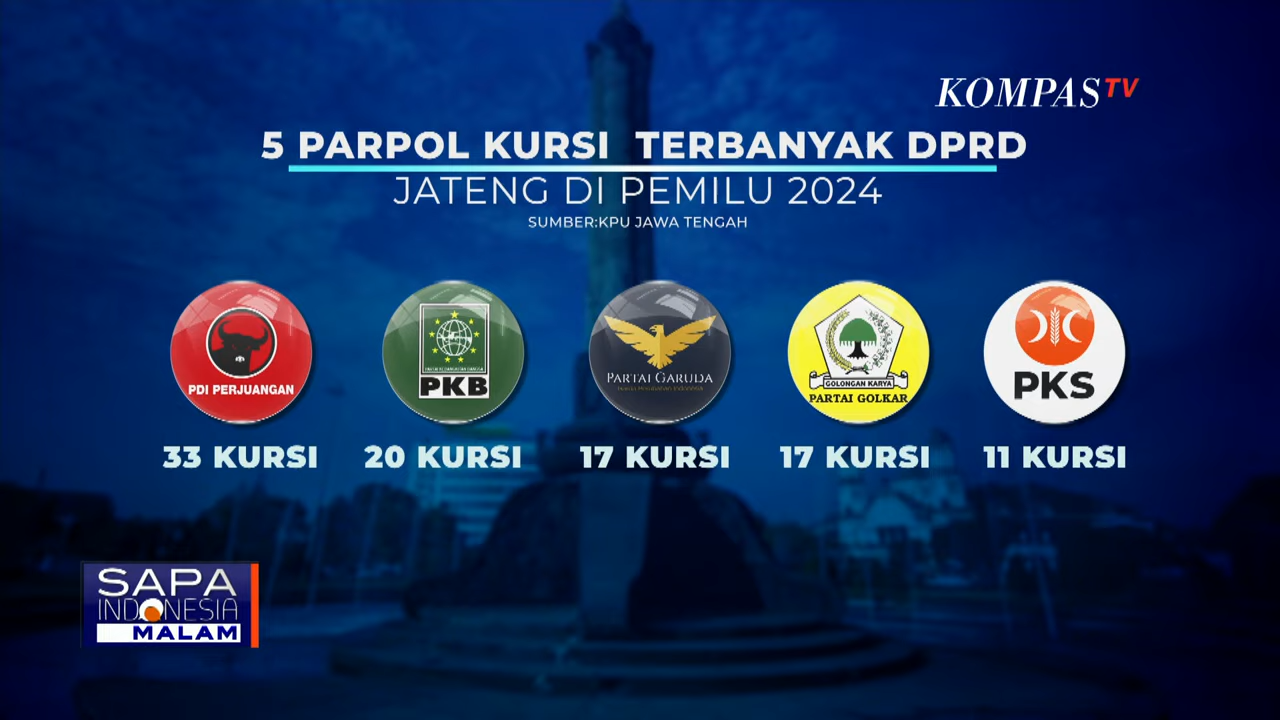 KOMPASTV
5 PARPOL KURSI TERBANYAK DPRD
JATENG DI PEMILU 2024
SUMBER:KPU JAWA TENGAH
PDI PERJUANGAN
33 KURSI
PKB
20 KURSI
PARTAI GARUDA
17 KURSI
GOLONGAN KARYA
PARTAI GOLKAR
17 KURSI
PKS
11 KURSI
SAPA
INDONESIA
MALAM